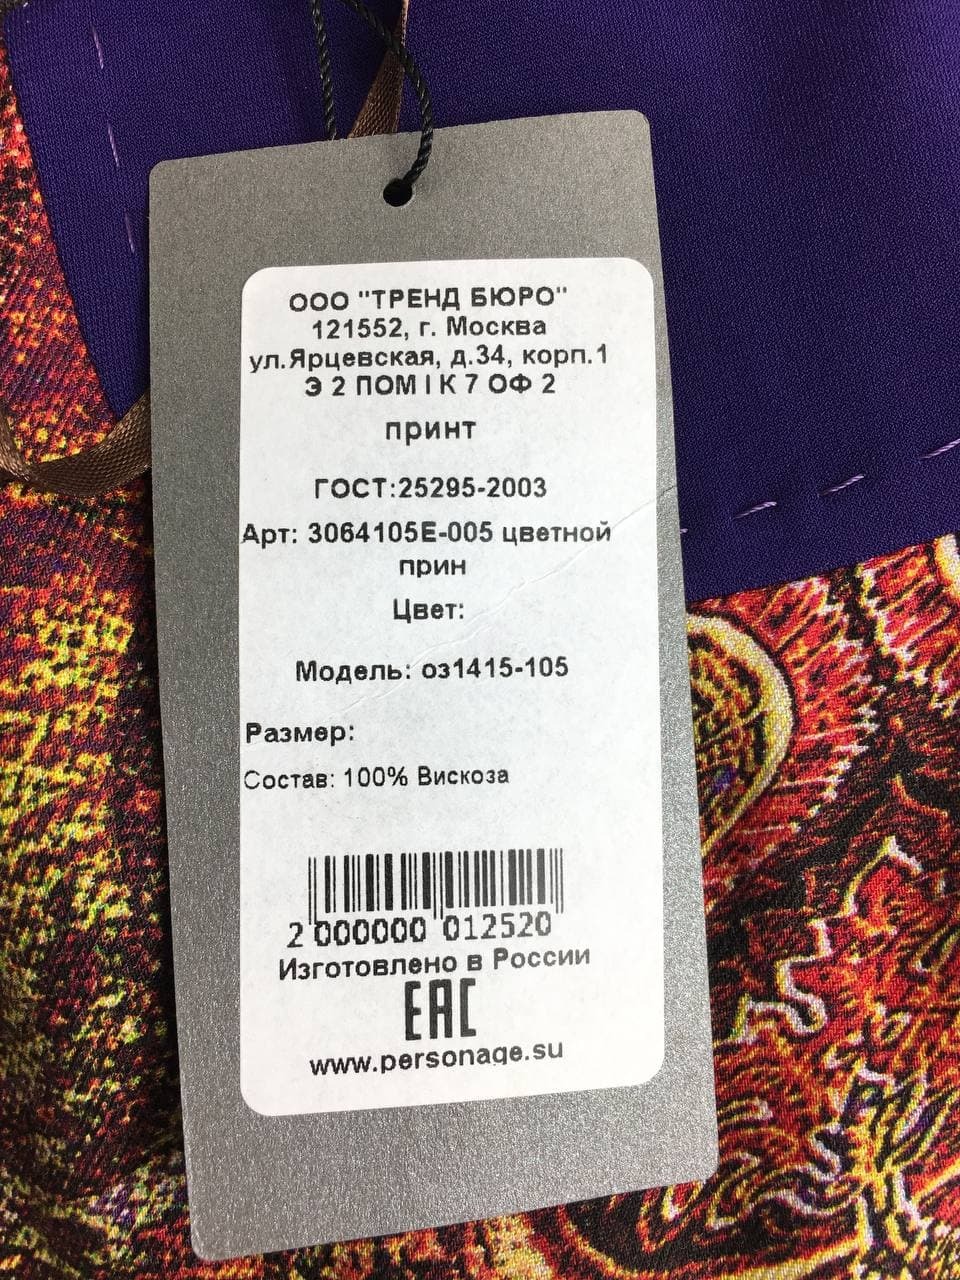 ООО "ТРЕНД БЮРО"
121552, г. Москва
ул.Ярцевская, д.34, корп.1
Э 2 ПОМ I К 7 ОФ 2
принт
ГОСТ:25295-2003
Арт: 3064105Е-005 цветной
прин
Цвет:
Модель: оз1415-105
Размер:
Состав: 100% Вискоза
2 000000 012520
Изготовлено в России
ЕАС
www.personage.su